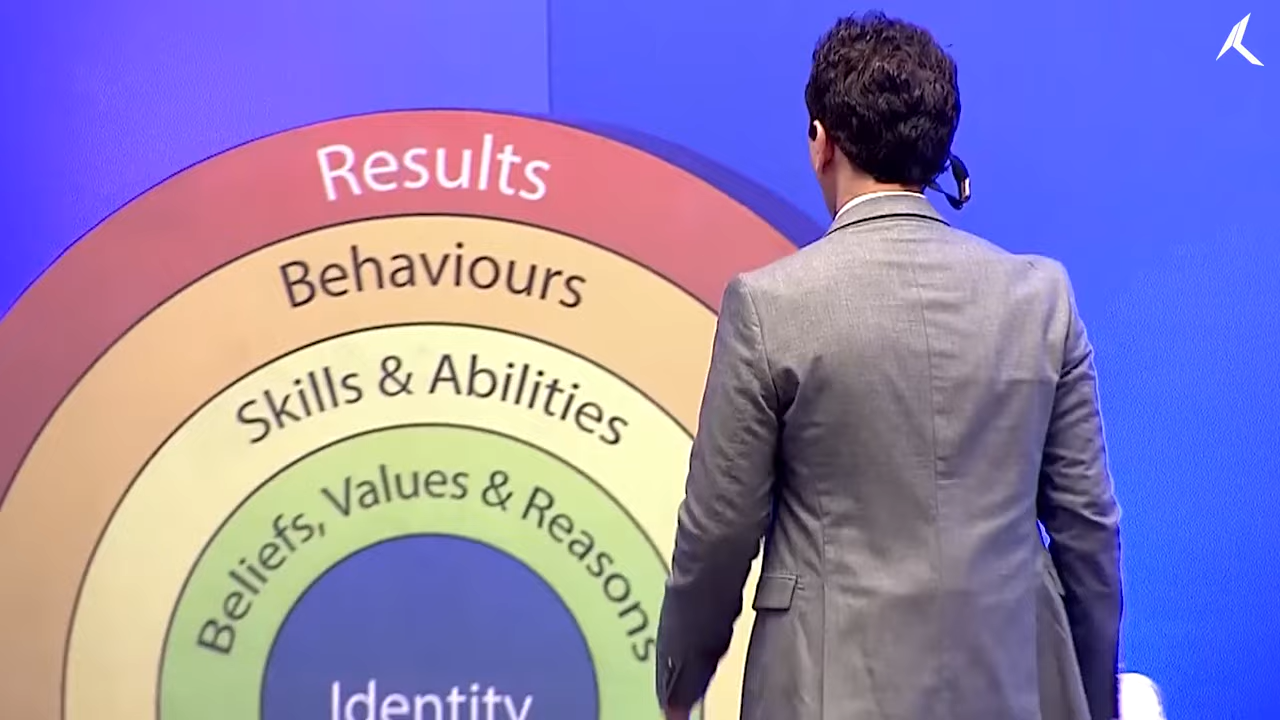 Results
Behaviours
Skills & Abilities
Beliefs, Values & Reasons
Identity